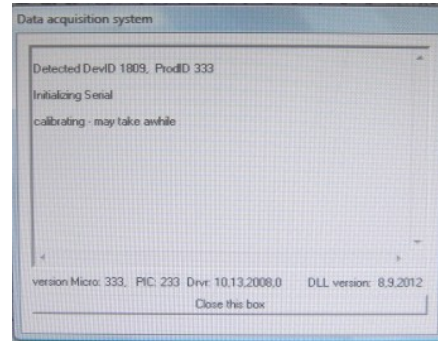 Data acquisition system
Detected DevID 1809, ProdID 333
Initializing Serial
calibrating - may take awhile
version Micro: 333, PIC: 233 Drvr: 10.13.2008.0 DLL version: 8.9.2012
Close this box